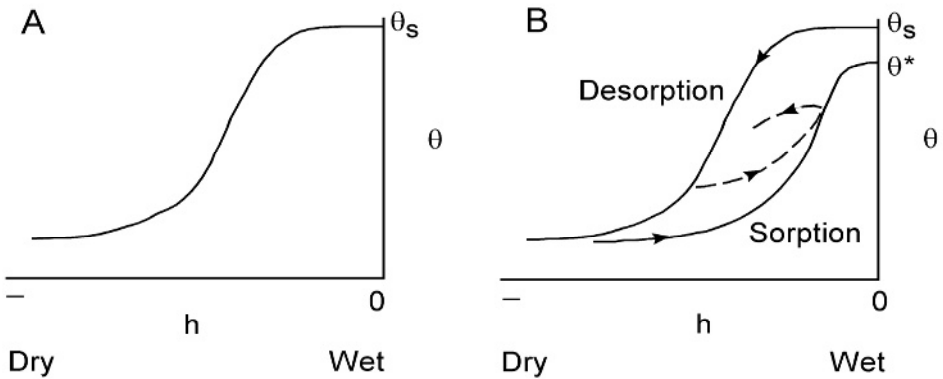 A
θs
θ
–
0
h
Dry
Wet
B
θs
θ*
Desorption
θ
Sorption
–
0
h
Dry
Wet